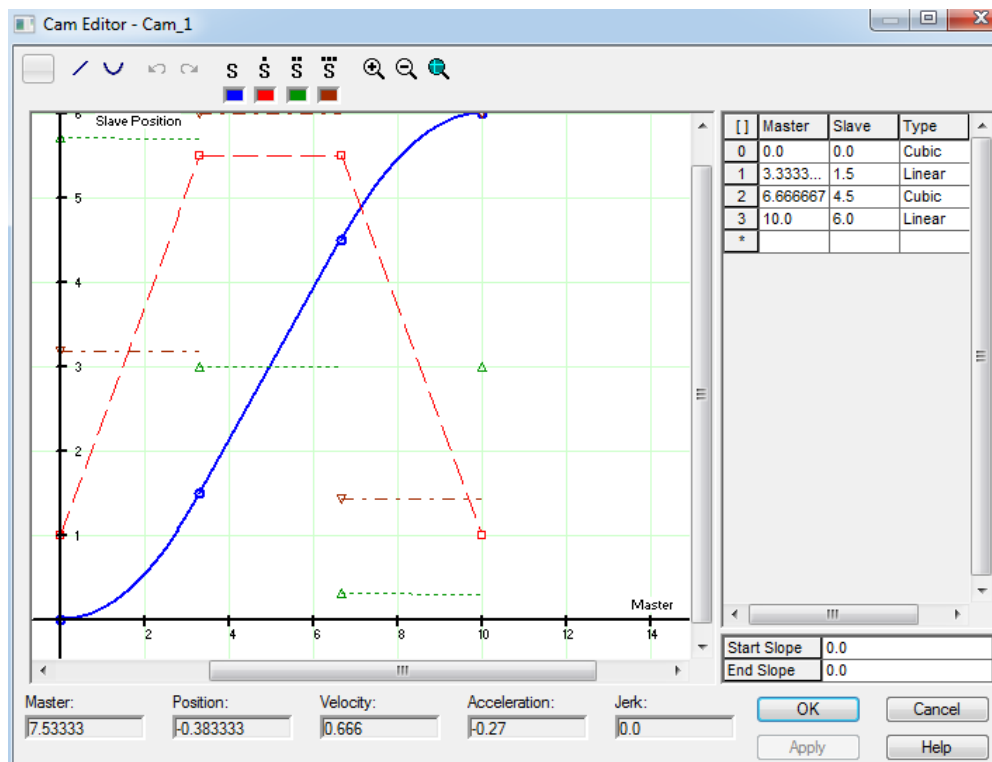 Cam Editor - Cam_1
S Ṡ S̈ S⃛
Slave Position
6
5
4
3
2
1
2 4 6 8 10 12 14
Master
[ ] Master Slave Type
0 0.0 0.0 Cubic
1 3.3333... 1.5 Linear
2 6.666667 4.5 Cubic
3 10.0 6.0 Linear
*
Start Slope 0.0
End Slope 0.0
Master: Position: Velocity: Acceleration: Jerk:
7.53333 -0.383333 0.666 -0.27 0.0
OK Cancel
Apply Help